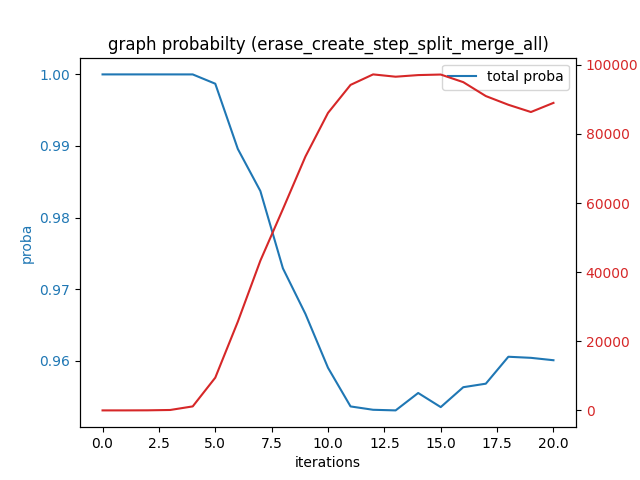 graph probabilty (erase_create_step_split_merge_all)
total proba
1.00
0.99
0.98
0.97
0.96
proba
100000
80000
60000
40000
20000
0
0.0 2.5 5.0 7.5 10.0 12.5 15.0 17.5 20.0
iterations